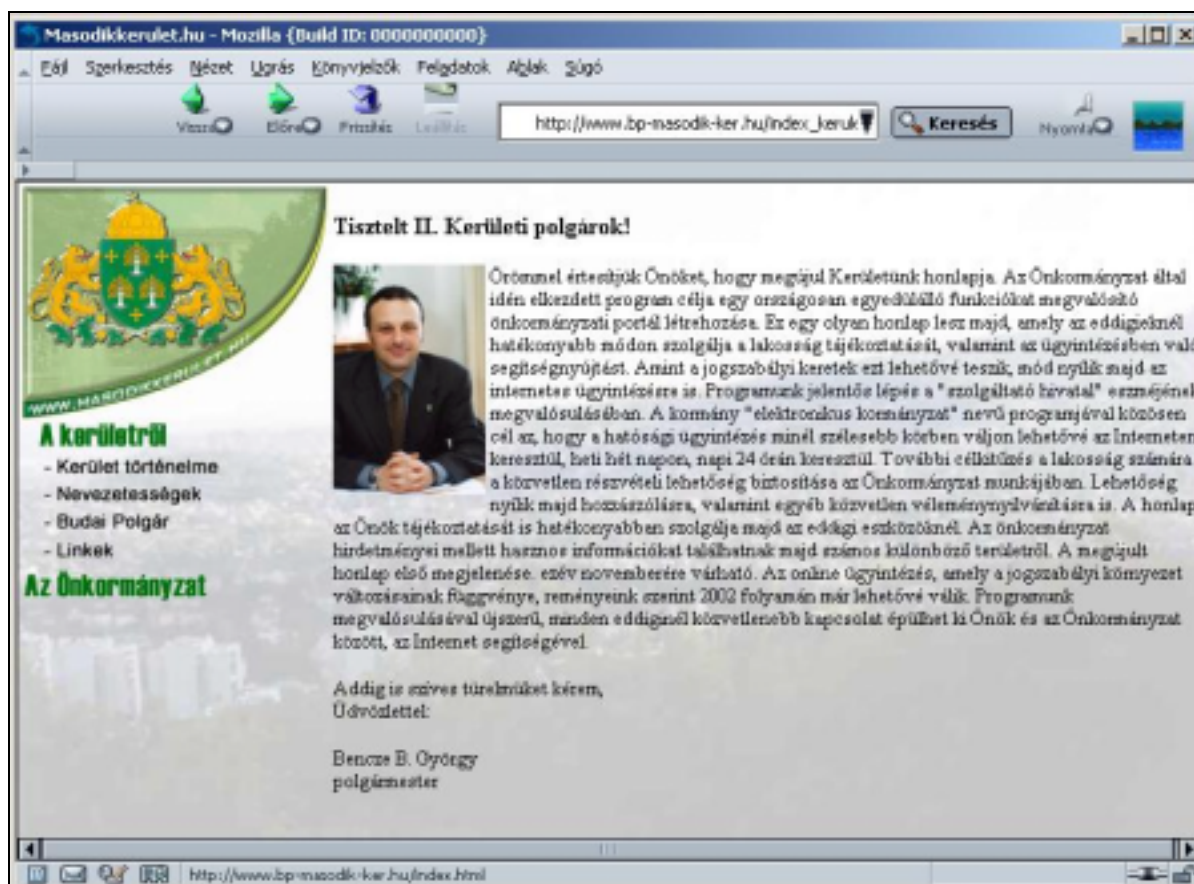 Masodikkerulet.hu - Mozilla {Build ID: 0000000000}
Fájl Szerkesztés Nézet Ugrás Könyvjelzők Feladatok Ablak Súgó
Vissza Előre Frissítés Leállítás http://www.bp-masodik-ker.hu/index_keruk Keresés Nyomta
WWW.MASODIKKERULET.HU
A kerületről
- Kerület történelme
- Nevezetességek
- Budai Polgár
- Linkek
Az Önkormányzat
Tisztelt II. Kerületi polgárok!
Örömmel értesítjük Önöket, hogy megújul Kerületünk honlapja. Az Önkormányzat által
idén elkezdett program célja egy országosan egyedülálló funkciókat megvalósító
önkormányzati portál létrehozása. Ez egy olyan honlap lesz majd, amely az eddigieknél
hatékonyabb módon szolgálja a lakosság tájékoztatását, valamint az ügyintézésben való
segítségnyújtást. Amint a jogszabályi keretek ezt lehetővé teszik, mód nyílik majd az
internetes ügyintézésre is. Programunk jelentős lépés a "szolgáltató hivatal" eszméjének
megvalósulásában. A kormány "elektronikus kormányzat" nevű programjával közösen
cél az, hogy a hatósági ügyintézés minél szélesebb körben váljon lehetővé az Interneten
keresztül, heti hét napon, napi 24 órán keresztül. További célkitűzés a lakosság számára
a közvetlen részvételi lehetőség biztosítása az Önkormányzat munkájában. Lehetőség
nyílik majd hozzászólásra, valamint egyéb közvetlen véleménynyilvánításra is. A honlap
az Önök tájékoztatását is hatékonyabban szolgálja majd az eddigi eszközöknél. Az önkormányzat
hirdetményei mellett hasznos információkat találhatnak majd számos különböző területről. A megújult
honlap első megjelenése. ezév novemberére várható. Az online ügyintézés, amely a jogszabályi környezet
változásainak függvénye, reményeink szerint 2002 folyamán már lehetővé válik. Programunk
megvalósulásával újszerű, minden eddiginél közvetlenebb kapcsolat épülhet ki Önök és az Önkormányzat
között, az Internet segítségével.
Addig is szíves türelmüket kérem,
Üdvözlettel:
Bencze B. György
polgármester
http://www.bp-masodik-ker.hu/index.html